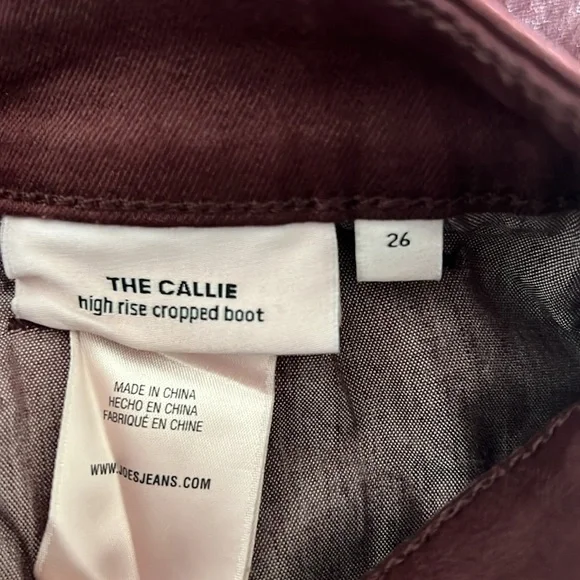 THE CALLIE
high rise cropped boot
26
MADE IN CHINA
HECHO EN CHINA
FABRIQUÉ EN CHINE
WWW.JOESJEANS.COM